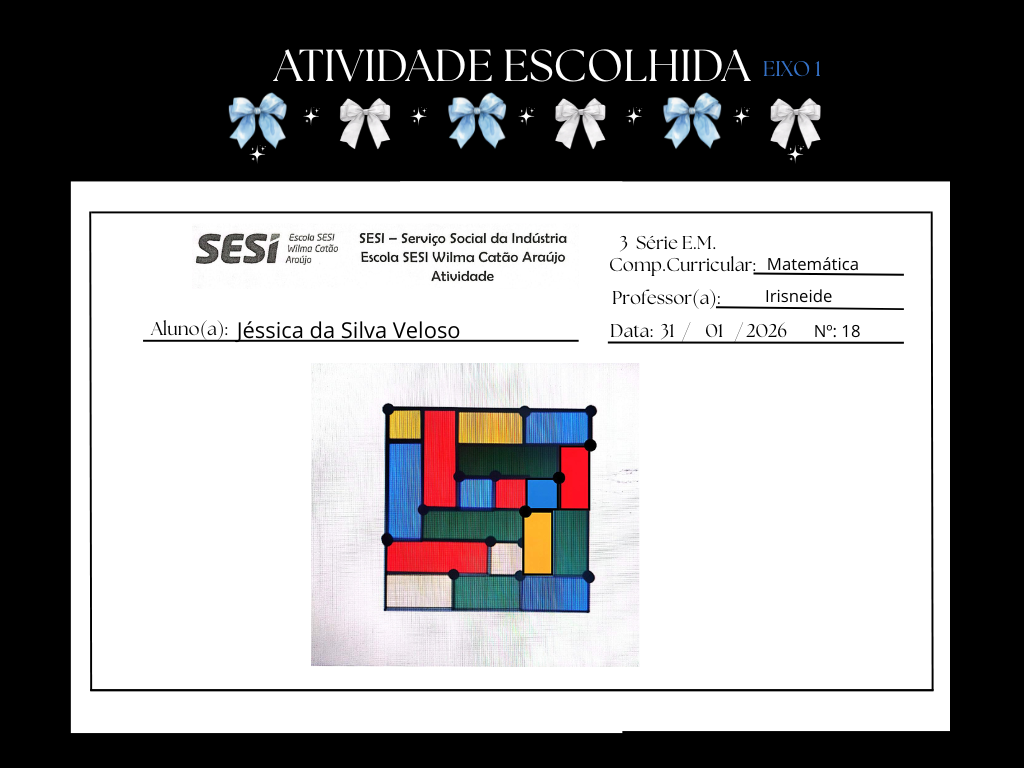 ATIVIDADE ESCOLHIDA EIXO 1
SESI Escola SESI Wilma Catão Araújo
SESI – Serviço Social da Indústria
Escola SESI Wilma Catão Araújo
Atividade
3 Série E.M.
Comp.Curricular: Matemática
Professor(a): Irisneide
Aluno(a): Jéssica da Silva Veloso
Data: 31 / 01 / 2026 Nº: 18